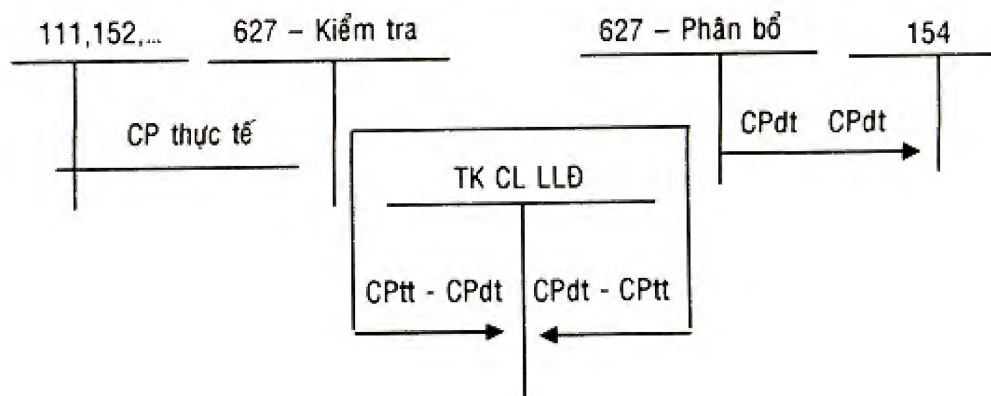 111,152,... 627 – Kiểm tra 627 – Phân bổ 154
CP thực tế CPdt CPdt
TK CL LLĐ
CPtt - CPdt CPdt - CPtt